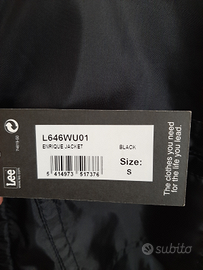 L646WU01
ENRIQUE JACKET
BLACK
Size:
S
5 414973 517376
Lee
The clothes you need
for the life you lead.
subito